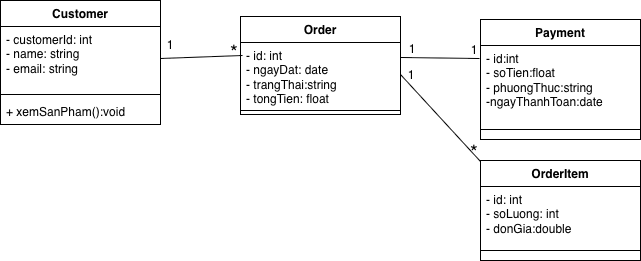 Customer
- customerId: int
- name: string
- email: string
+ xemSanPham():void
1
*
Order
- id: int
- ngayDat: date
- trangThai:string
- tongTien: float
1
1
1
*
Payment
- id:int
- soTien:float
- phuongThuc:string
-ngayThanhToan:date
OrderItem
- id: int
- soLuong: int
- donGia:double